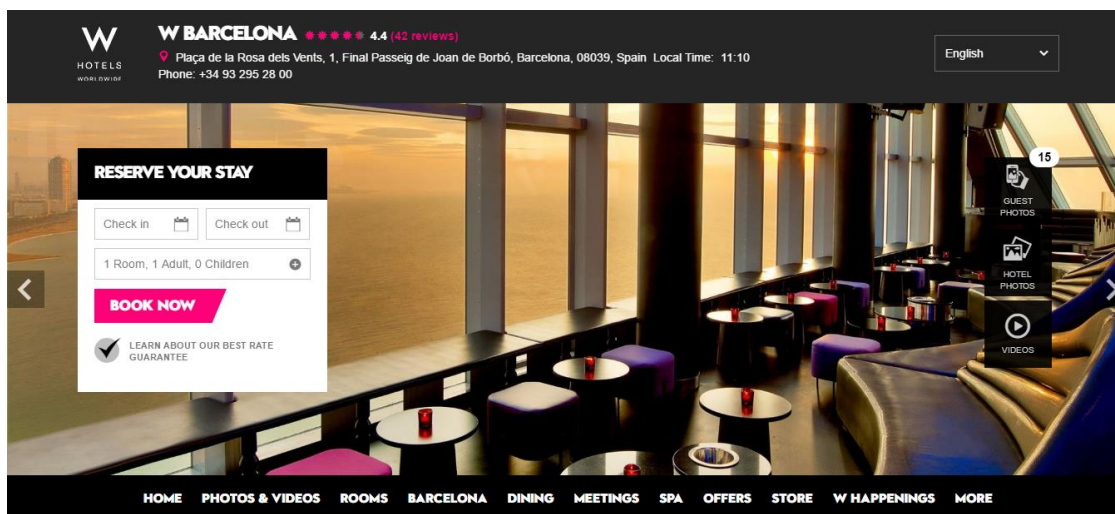 W
HOTELS
WORLDWIDE
W BARCELONA 4.4 (42 reviews)
Plaça de la Rosa dels Vents, 1, Final Passeig de Joan de Borbó, Barcelona, 08039, Spain Local Time: 11:10
Phone: +34 93 295 28 00
English
RESERVE YOUR STAY
Check in Check out
1 Room, 1 Adult, 0 Children
BOOK NOW
LEARN ABOUT OUR BEST RATE
GUARANTEE
15
GUEST
PHOTOS
HOTEL
PHOTOS
VIDEOS
HOME PHOTOS & VIDEOS ROOMS BARCELONA DINING MEETINGS SPA OFFERS STORE W HAPPENINGS MORE